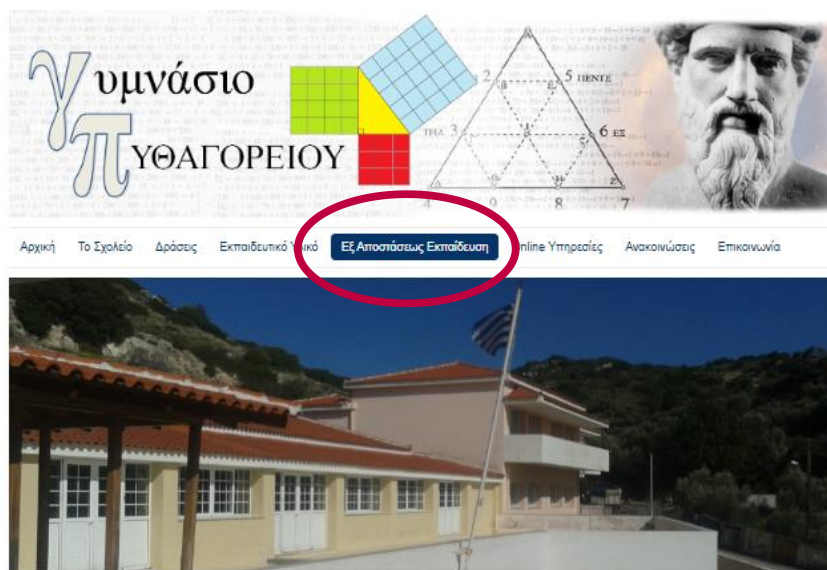 γυμνάσιο
πΥΘΑΓΟΡΕΙΟΥ
2 5 ΠΕΝΤΕ
ΤΡΙΑ 3 6 ΕΞ
4 8 7
Αρχική Το Σχολείο Δράσεις Εκπαιδευτικό Υλικό Εξ Αποστάσεως Εκπαίδευση Online Υπηρεσίες Ανακοινώσεις Επικοινωνία